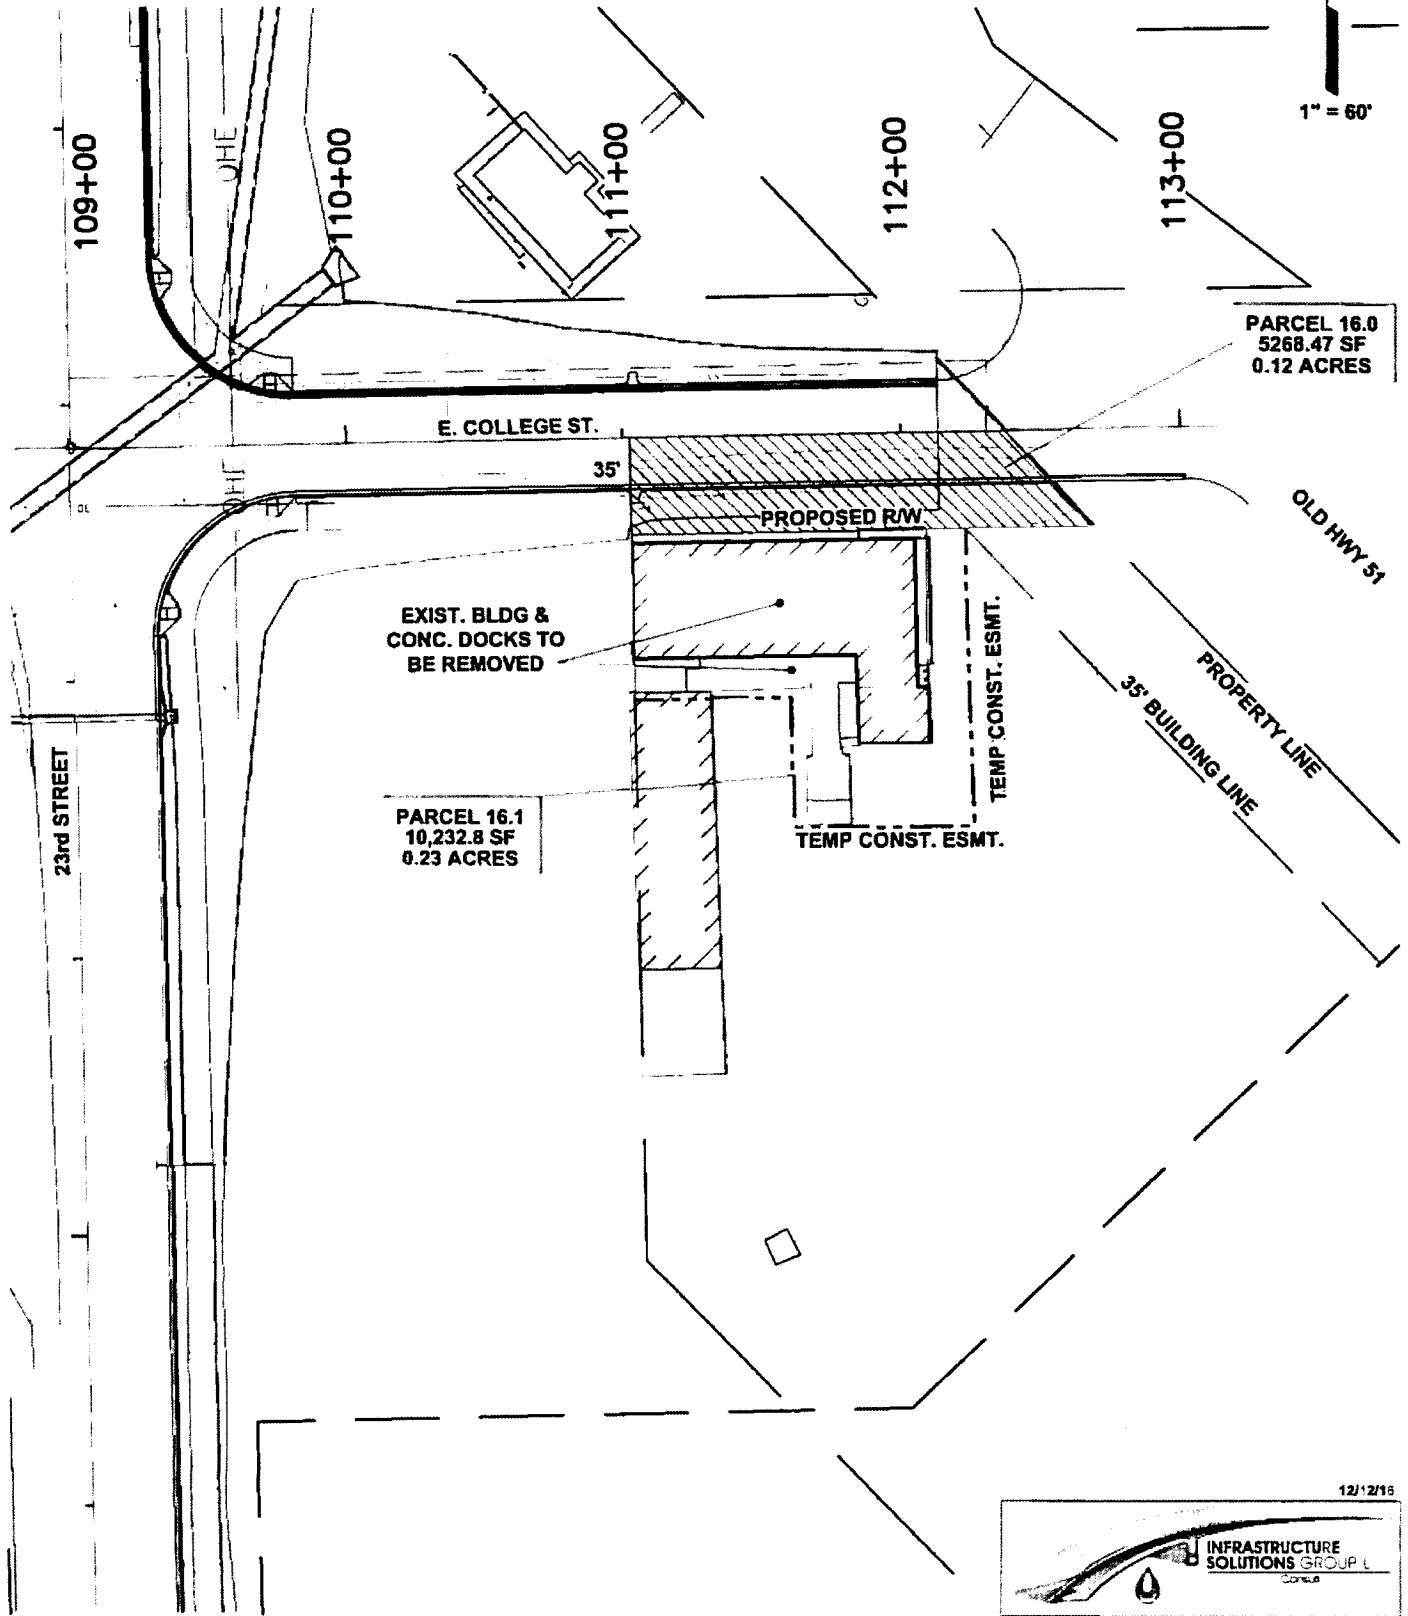 1" = 60'
109+00
OHE
110+00
111+00
112+00
113+00
PARCEL 16.0
5268.47 SF
0.12 ACRES
E. COLLEGE ST.
35'
PROPOSED R/W
OLD HWY 51
EXIST. BLDG &
CONC. DOCKS TO
BE REMOVED
TEMP CONST. ESMT.
PROPERTY LINE
35' BUILDING LINE
23rd STREET
PARCEL 16.1
10,232.8 SF
0.23 ACRES
TEMP CONST. ESMT.
12/12/16
INFRASTRUCTURE
SOLUTIONS GROUP